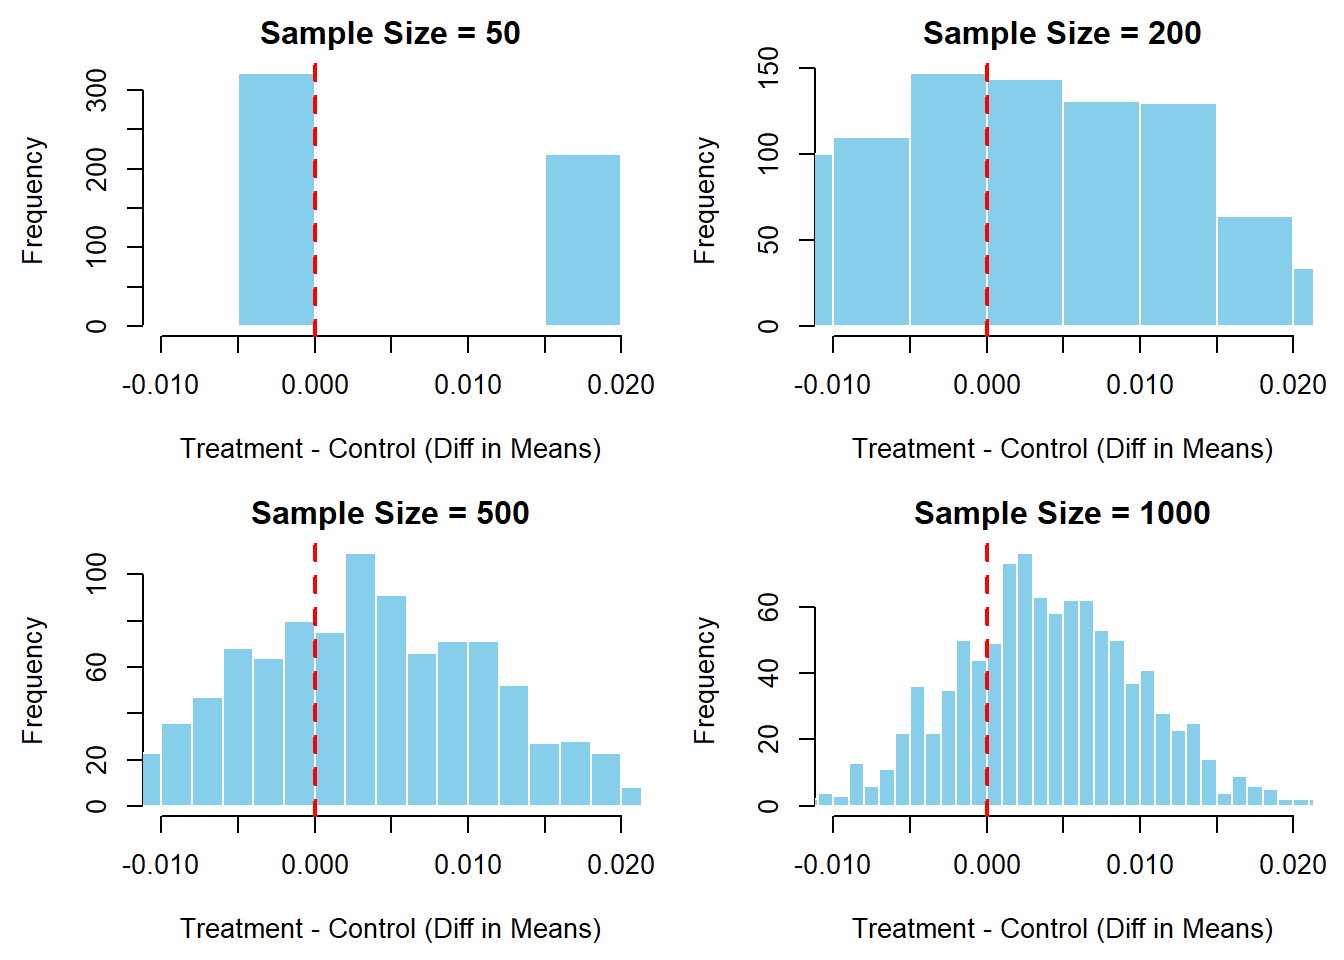 Sample Size = 50
Frequency
0
100
200
300
-0.010
0.000
0.010
0.020
Treatment - Control (Diff in Means)
Sample Size = 200
Frequency
0
50
100
150
-0.010
0.000
0.010
0.020
Treatment - Control (Diff in Means)
Sample Size = 500
Frequency
0
20
60
100
-0.010
0.000
0.010
0.020
Treatment - Control (Diff in Means)
Sample Size = 1000
Frequency
0
20
40
60
-0.010
0.000
0.010
0.020
Treatment - Control (Diff in Means)